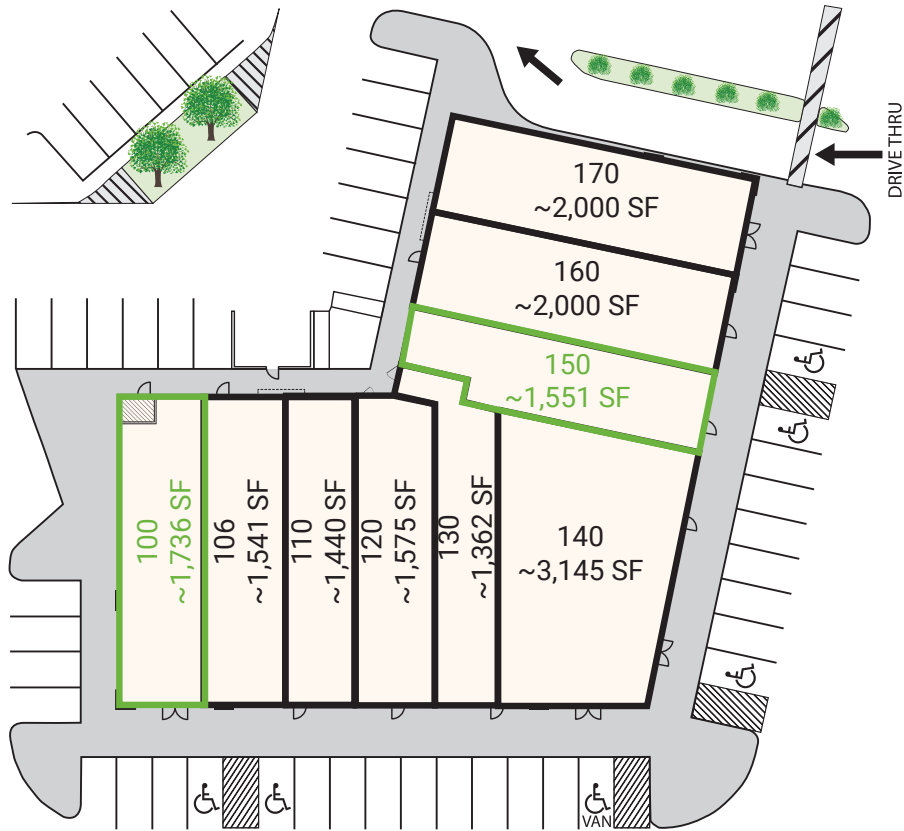 DRIVE THRU
170
~2,000 SF
160
~2,000 SF
150
~1,551 SF
100
~1,736 SF
106
~1,541 SF
110
~1,440 SF
120
~1,575 SF
130
~1,362 SF
140
~3,145 SF
VAN